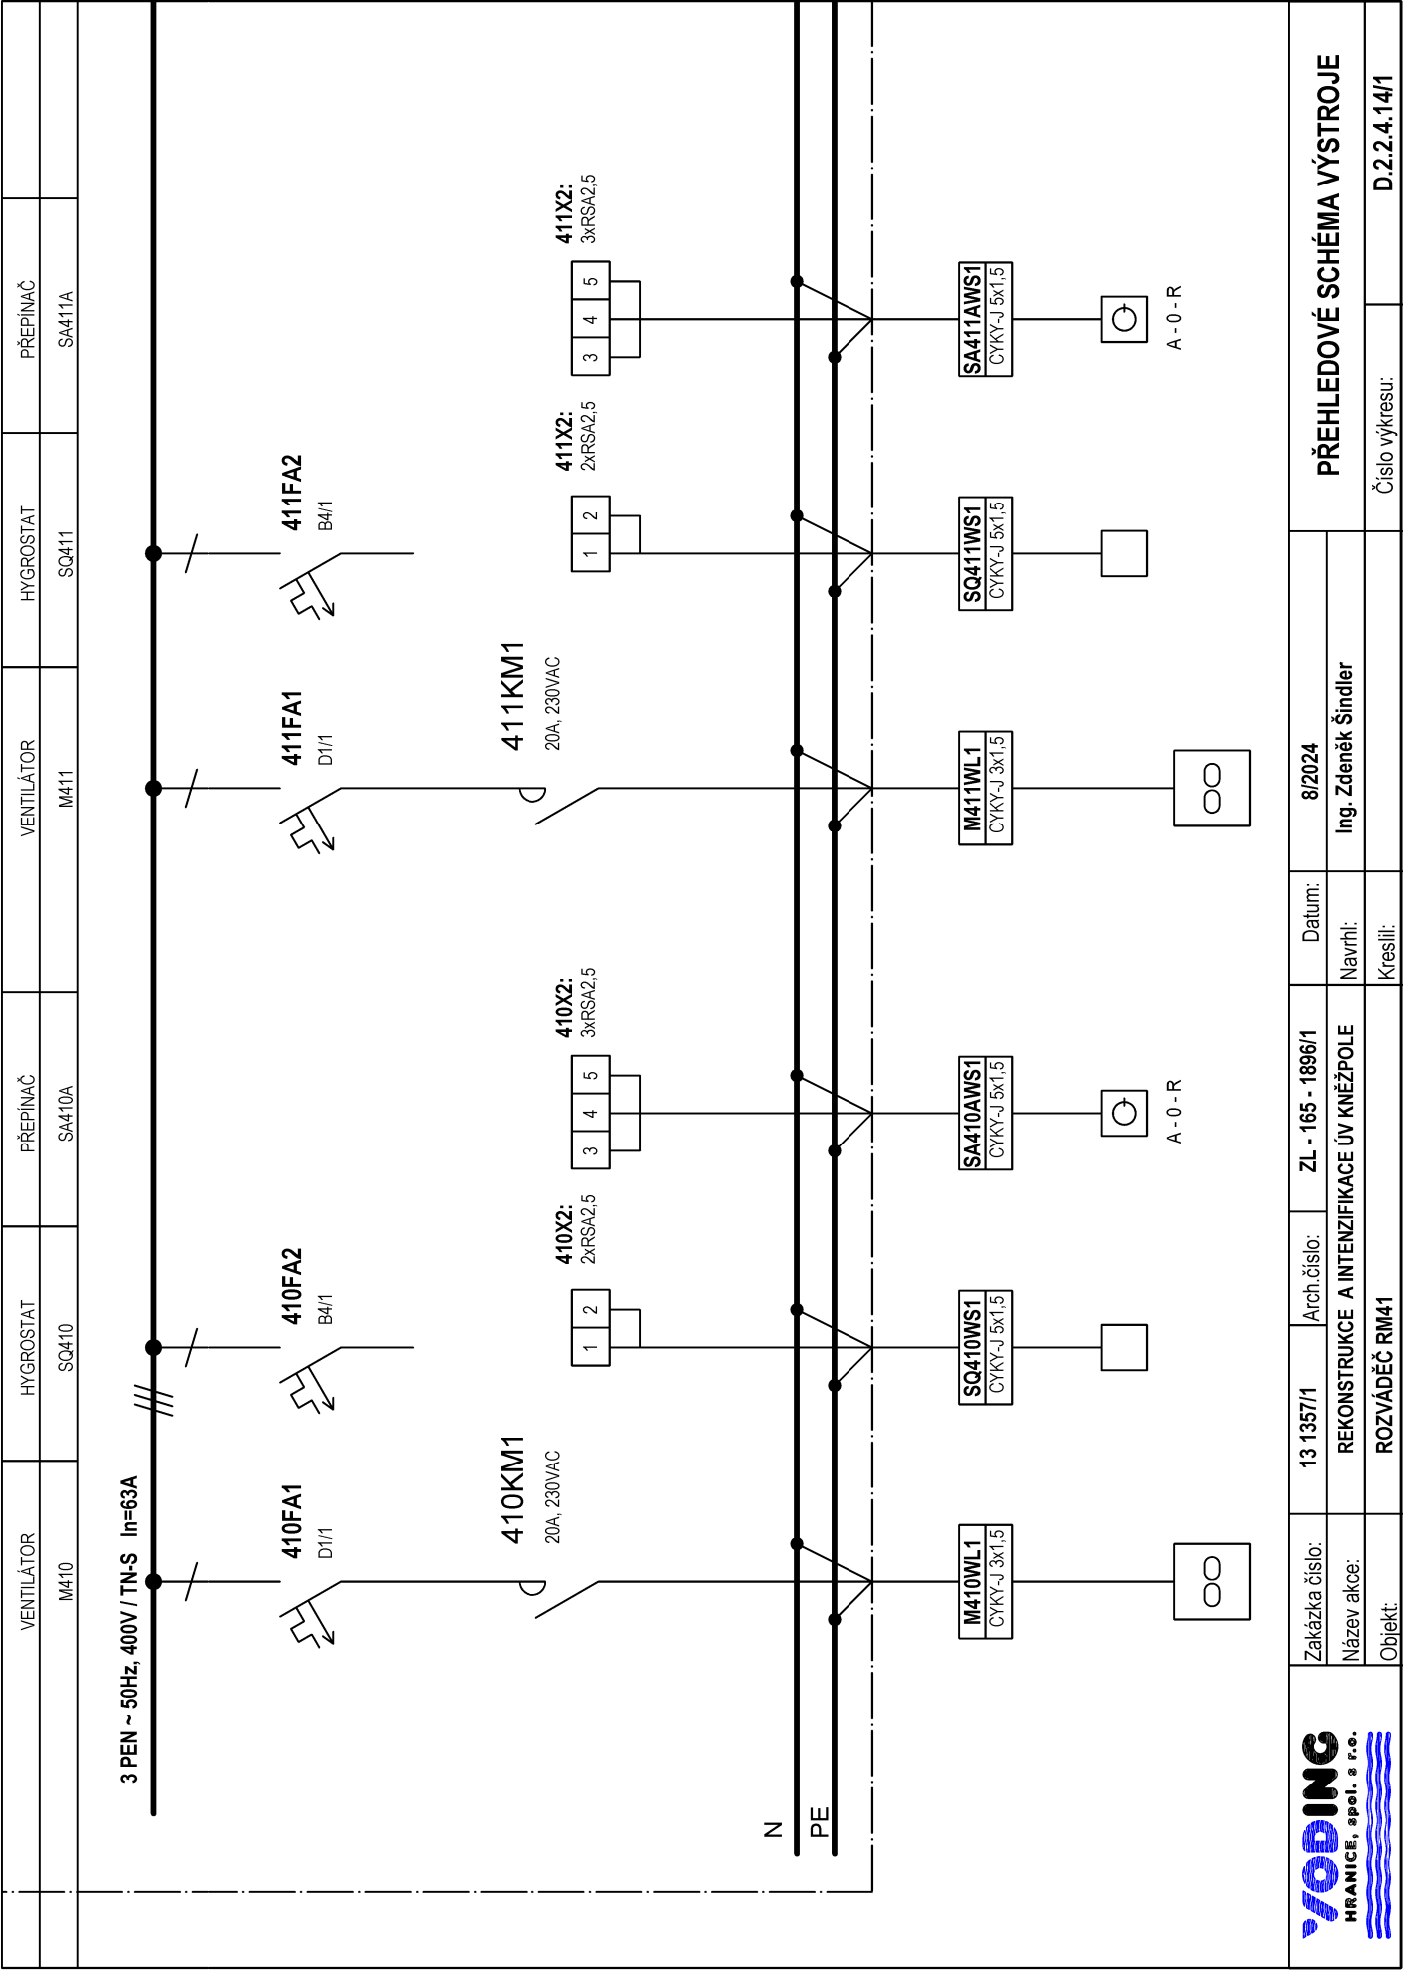 VENTILÁTOR
HYGROSTAT
PŘEPÍNAČ
VENTILÁTOR
HYGROSTAT
PŘEPÍNAČ
M410
SQ410
SA410A
M411
SQ411
SA411A
3 PEN ~ 50Hz, 400V / TN-S In=63A
410FA1
D1/1
410FA2
B4/1
411FA1
D1/1
411FA2
B4/1
410KM1
20A, 230VAC
411KM1
20A, 230VAC
410X2:
2xRSA2,5
1 2
410X2:
3xRSA2,5
3 4 5
411X2:
2xRSA2,5
1 2
411X2:
3xRSA2,5
3 4 5
N
PE
M410WL1
CYKY-J 3x1,5
SQ410WS1
CYKY-J 5x1,5
SA410AWS1
CYKY-J 5x1,5
M411WL1
CYKY-J 3x1,5
SQ411WS1
CYKY-J 5x1,5
SA411AWS1
CYKY-J 5x1,5
A - 0 - R
A - 0 - R
VODING
HRANICE, spol. s r.o.
Zakázka číslo: 13 1357/1 Arch.číslo: ZL - 165 - 1896/1 Datum: 8/2024
Název akce: REKONSTRUKCE A INTENZIFIKACE ÚV KNĚŽPOLE Navrhl: Ing. Zdeněk Šindler
Objekt: ROZVÁDĚČ RM41 Kreslil:
PŘEHLEDOVÉ SCHÉMA VÝSTROJE
Číslo výkresu: D.2.2.4.14/1